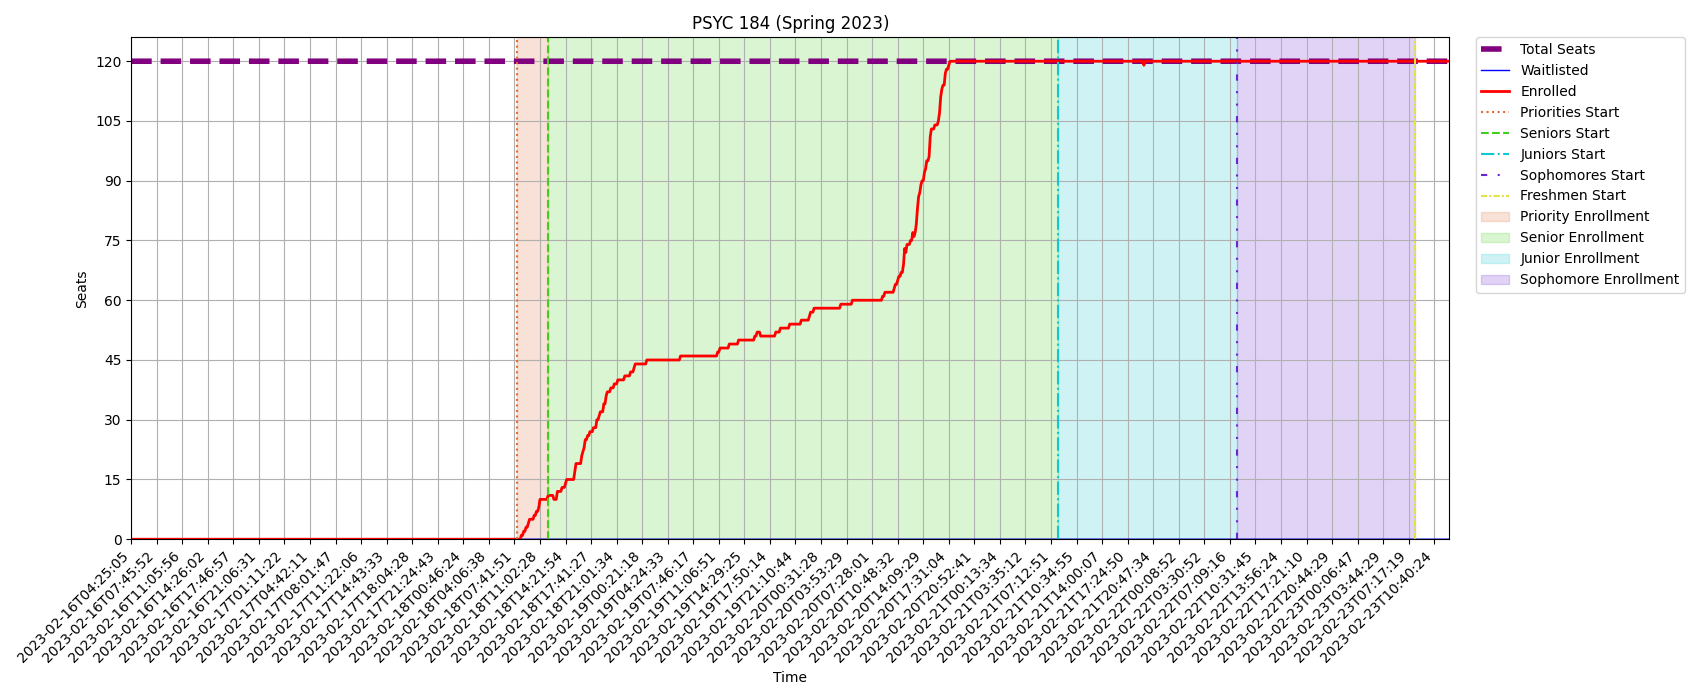 PSYC 184 (Spring 2023)
Total Seats
Waitlisted
Enrolled
Priorities Start
Seniors Start
Juniors Start
Sophomores Start
Freshmen Start
Priority Enrollment
Senior Enrollment
Junior Enrollment
Sophomore Enrollment
Seats
120
105
90
75
60
45
30
15
0
2023-02-16T04:25:05
2023-02-16T07:45:52
2023-02-16T11:05:56
2023-02-16T14:26:02
2023-02-16T17:46:57
2023-02-16T21:06:31
2023-02-17T01:11:22
2023-02-17T04:42:11
2023-02-17T08:01:47
2023-02-17T11:22:06
2023-02-17T14:43:33
2023-02-17T18:04:28
2023-02-17T21:24:43
2023-02-18T00:46:24
2023-02-18T04:06:38
2023-02-18T07:41:51
2023-02-18T11:02:28
2023-02-18T14:21:54
2023-02-18T17:41:27
2023-02-18T21:01:34
2023-02-19T00:21:18
2023-02-19T04:24:33
2023-02-19T07:46:17
2023-02-19T11:06:51
2023-02-19T14:29:25
2023-02-19T17:50:14
2023-02-19T21:10:44
2023-02-20T00:31:28
2023-02-20T03:53:29
2023-02-20T07:28:01
2023-02-20T10:48:32
2023-02-20T14:09:29
2023-02-20T17:31:04
2023-02-20T20:52:41
2023-02-21T00:13:34
2023-02-21T03:35:12
2023-02-21T07:12:51
2023-02-21T10:34:55
2023-02-21T14:00:07
2023-02-21T17:24:50
2023-02-21T20:47:34
2023-02-22T00:08:52
2023-02-22T03:30:52
2023-02-22T07:09:16
2023-02-22T10:31:45
2023-02-22T13:56:24
2023-02-22T17:21:10
2023-02-22T20:44:29
2023-02-23T00:06:47
2023-02-23T03:44:29
2023-02-23T07:17:19
2023-02-23T10:40:24
Time